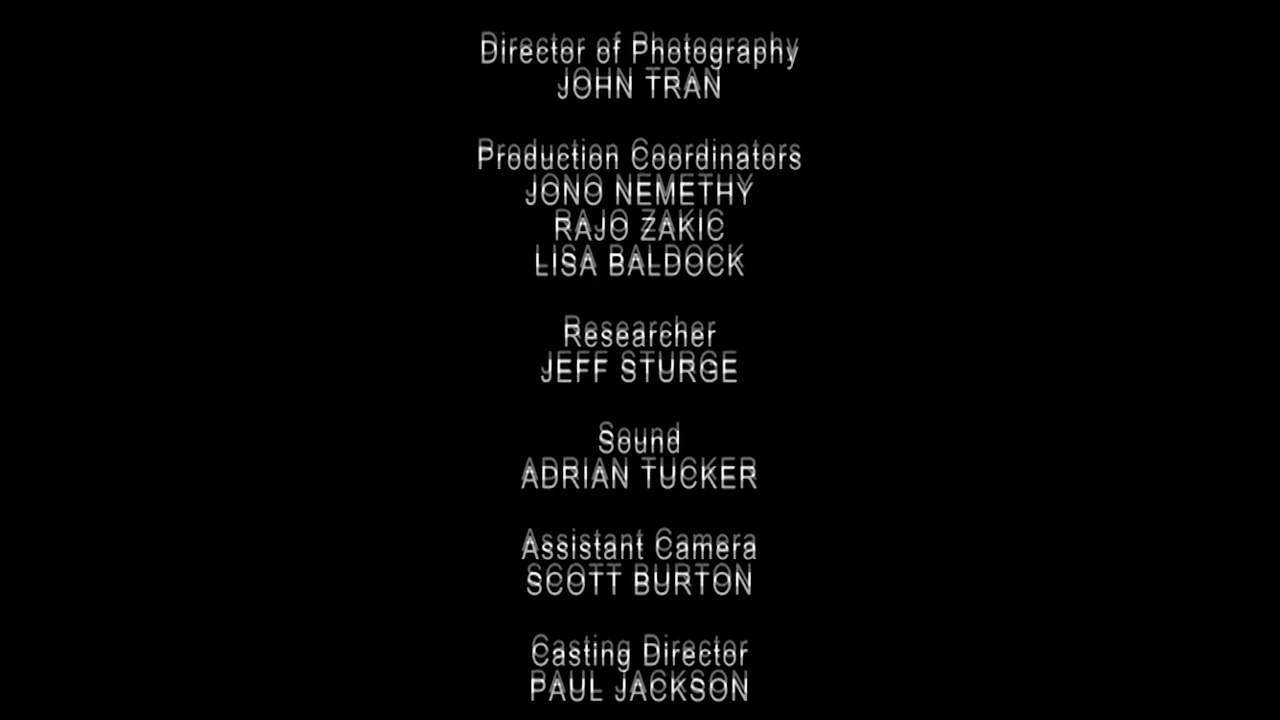 Director of Photography
JOHN TRAN
Production Coordinators
JONO NEMETHY
RAJO ZAKIC
LISA BALDOCK
Researcher
JEFF STURGE
Sound
ADRIAN TUCKER
Assistant Camera
SCOTT BURTON
Casting Director
PAUL JACKSON